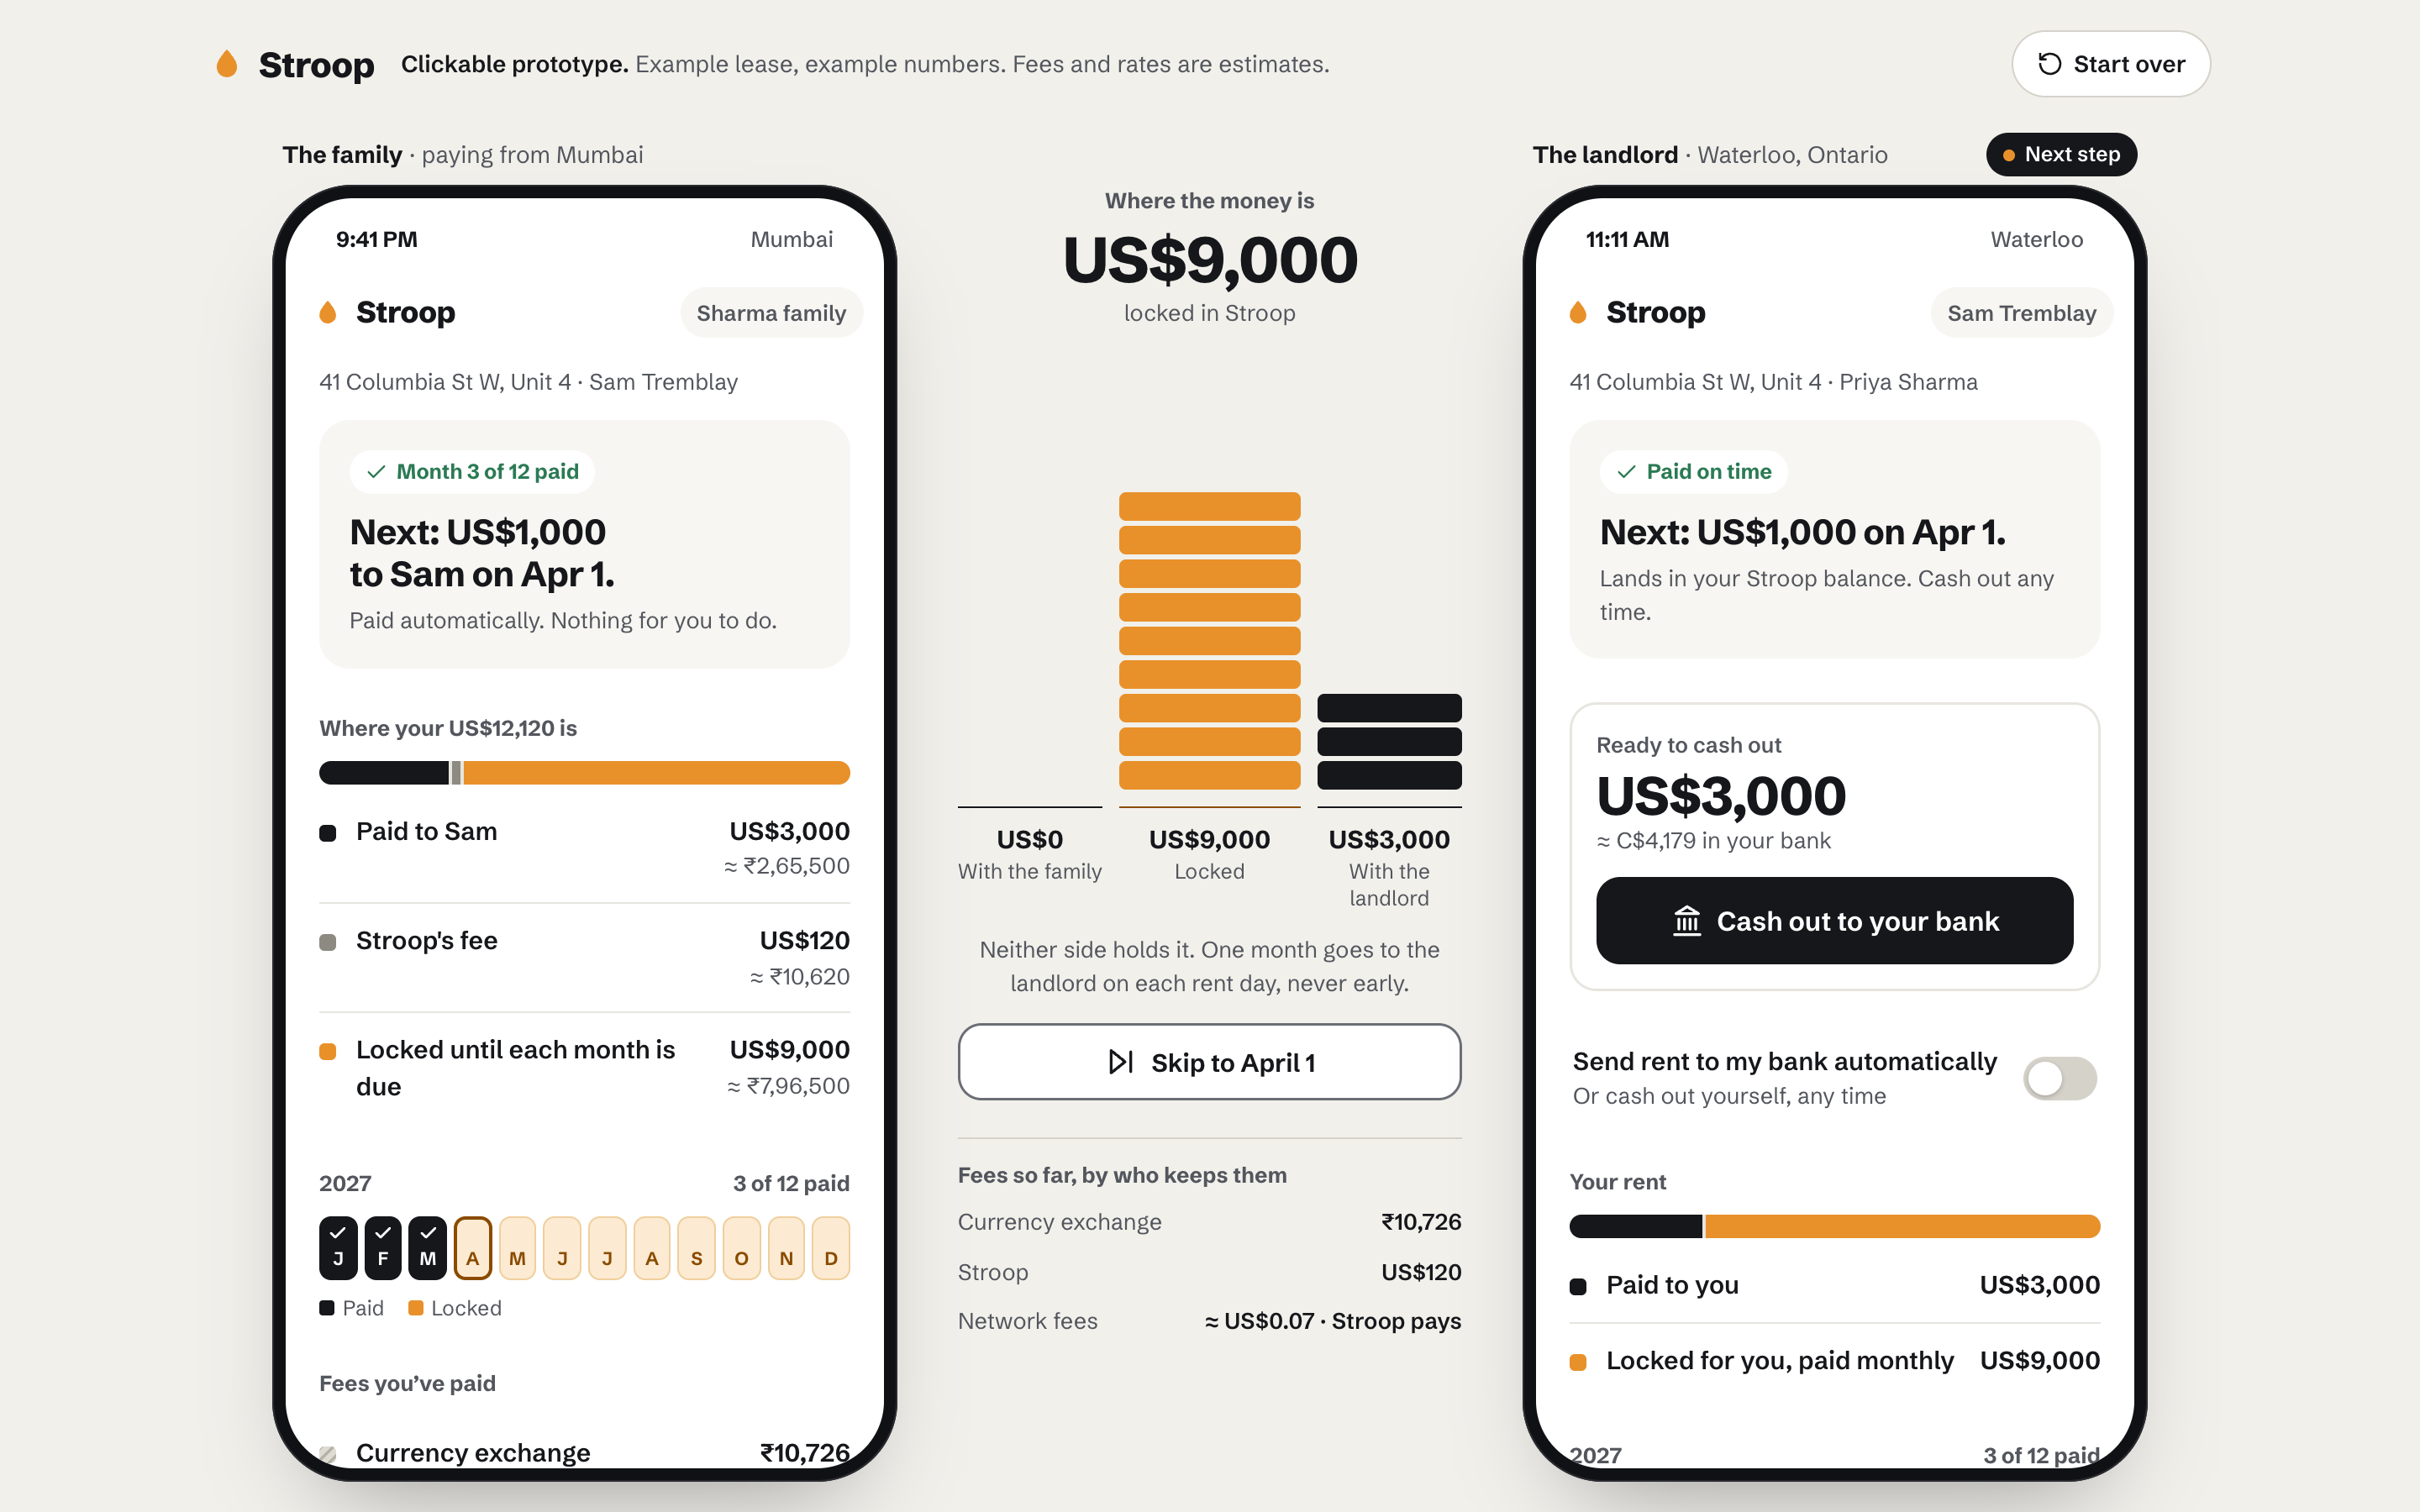 Stroop Clickable prototype. Example lease, example numbers. Fees and rates are estimates.
Start over
The family · paying from Mumbai
9:41 PM
Mumbai
Stroop
Sharma family
41 Columbia St W, Unit 4 · Sam Tremblay
Month 3 of 12 paid
Next: US$1,000
to Sam on Apr 1.
Paid automatically. Nothing for you to do.
Where your US$12,120 is
Paid to Sam US$3,000
≈ ₹2,65,500
Stroop's fee US$120
≈ ₹10,620
Locked until each month is US$9,000
due ≈ ₹7,96,500
2027 3 of 12 paid
J F M A M J J A S O N D
Paid Locked
Fees you’ve paid
Currency exchange ₹10,726
Where the money is
US$9,000
locked in Stroop
US$0 US$9,000 US$3,000
With the family Locked With the
landlord
Neither side holds it. One month goes to the
landlord on each rent day, never early.
Skip to April 1
Fees so far, by who keeps them
Currency exchange ₹10,726
Stroop US$120
Network fees ≈ US$0.07 · Stroop pays
The landlord · Waterloo, Ontario
Next step
11:11 AM
Waterloo
Stroop
Sam Tremblay
41 Columbia St W, Unit 4 · Priya Sharma
Paid on time
Next: US$1,000 on Apr 1.
Lands in your Stroop balance. Cash out any
time.
Ready to cash out
US$3,000
≈ C$4,179 in your bank
Cash out to your bank
Send rent to my bank automatically
Or cash out yourself, any time
Your rent
Paid to you US$3,000
Locked for you, paid monthly US$9,000
2027 3 of 12 paid